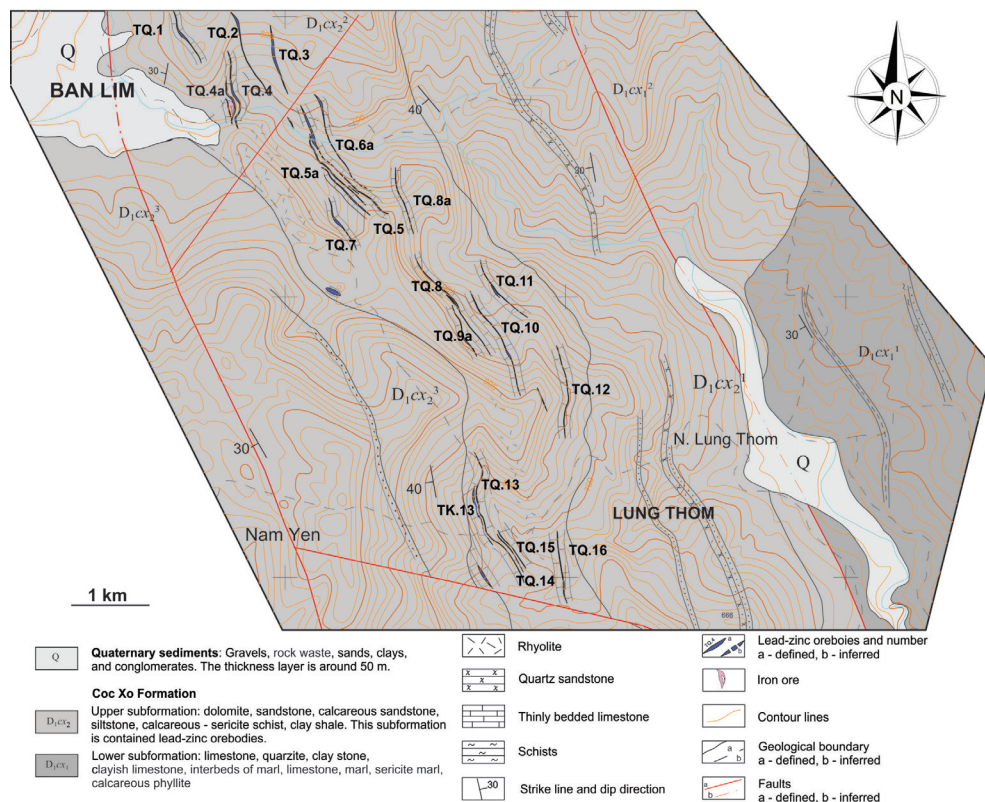 TQ.1
TQ.2
D₁cx₂²
TQ.3
Q
BAN LIM
30
TQ.4a
TQ.4
40
D₁cx₁²
N
TQ.6a
TQ.5a
30
D₁cx₂³
TQ.8a
TQ.5
TQ.7
TQ.11
TQ.8
TQ.10
TQ.9a
30
D₁cx₁¹
D₁cx₂³
TQ.12
D₁cx₂¹
30
N. Lung Thom
Q
40
TQ.13
TK.13
LUNG THOM
Nam Yen
TQ.15
TQ.16
TQ.14
1 km
666
Q
Quaternary sediments: Gravels, rock waste, sands, clays,
and conglomerates. The thickness layer is around 50 m.
Coc Xo Formation
D₁cx₂
Upper subformation: dolomite, sandstone, calcareous sandstone,
siltstone, calcareous - sericite schist, clay shale. This subformation
is contained lead-zinc orebodies.
D₁cx₁
Lower subformation: limestone, quartzite, clay stone,
clayish limestone, interbeds of marl, limestone, marl, sericite marl,
calcareous phyllite
Rhyolite
Quartz sandstone
Thinly bedded limestone
Schists
30
Strike line and dip direction
TQ.4
a
b
Lead-zinc oreboies and number
a - defined, b - inferred
Iron ore
Contour lines
a
b
Geological boundary
a - defined, b - inferred
a
b
Faults
a - defined, b - inferred